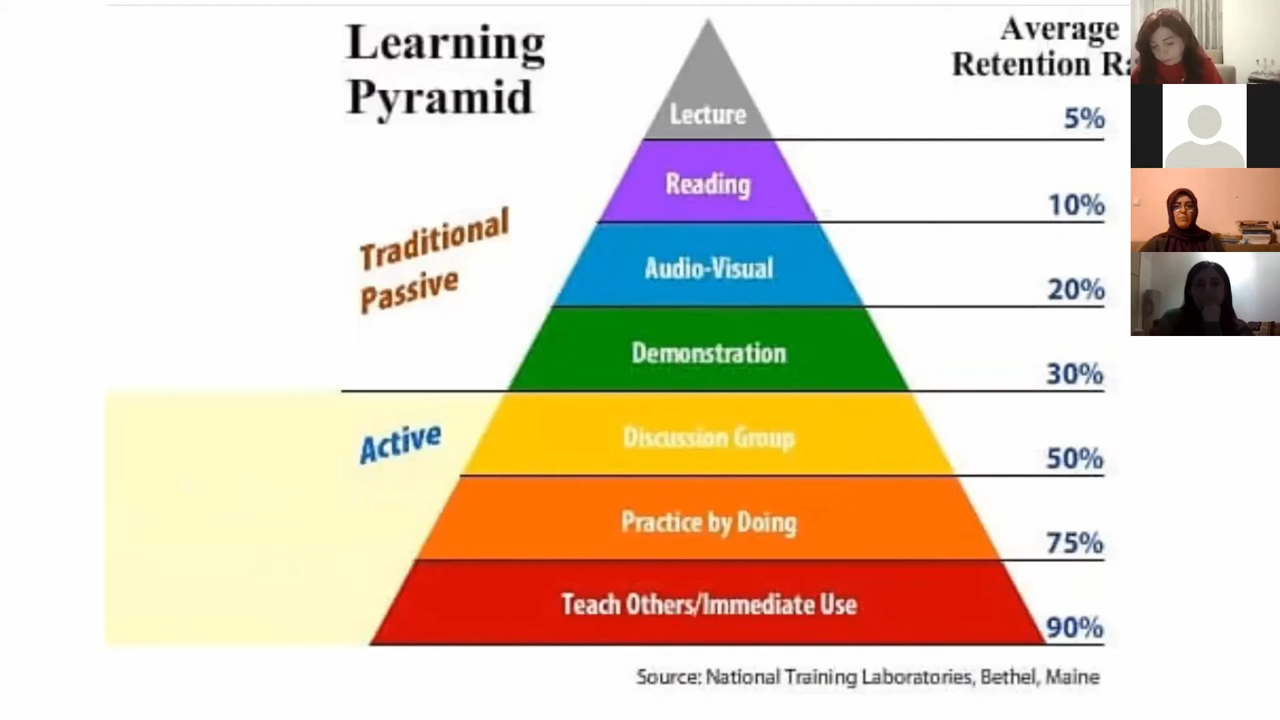 Learning
Pyramid
Average
Retention
Lecture
5%
Reading
10%
Traditional
Passive
Audio-Visual
20%
Demonstration
30%
Active
Discussion Group
50%
Practice by Doing
75%
Teach Others/Immediate Use
90%
Source: National Training Laboratories, Bethel, Maine